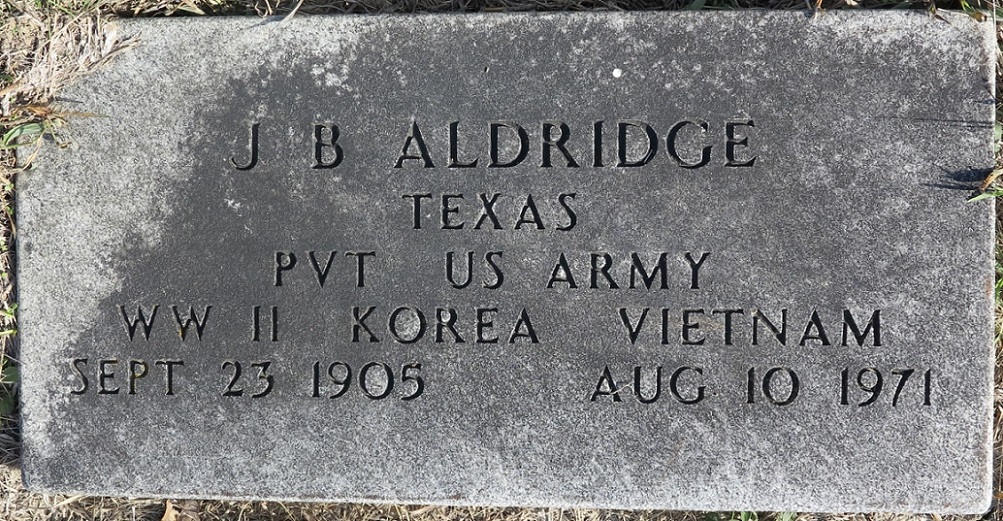 J B ALDRIDGE
TEXAS
PVT US ARMY
WW II KOREA VIETNAM
SEPT 23 1905 AUG 10 1971